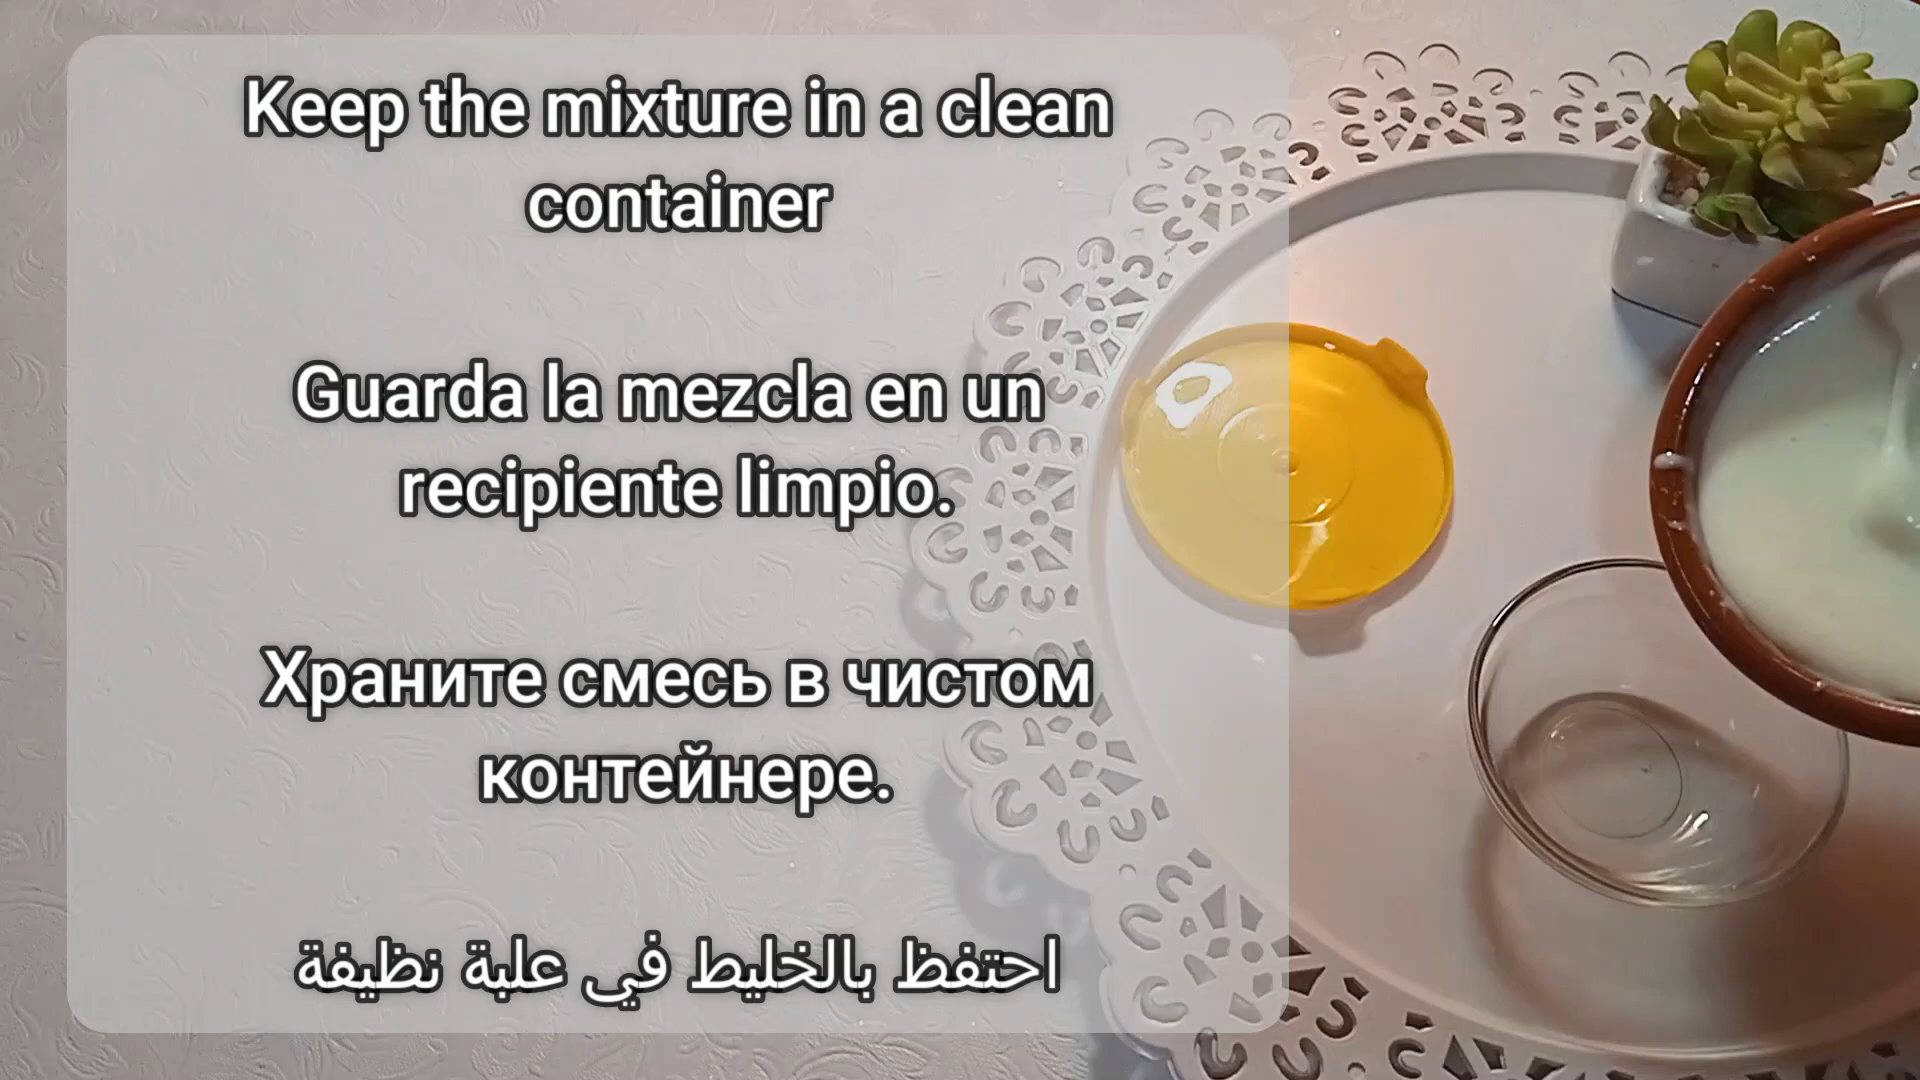 Keep the mixture in a clean
container
Guarda la mezcla en un
recipiente limpio.
Храните смесь в чистом
контейнере.
احتفظ بالخليط في علبة نظيفة